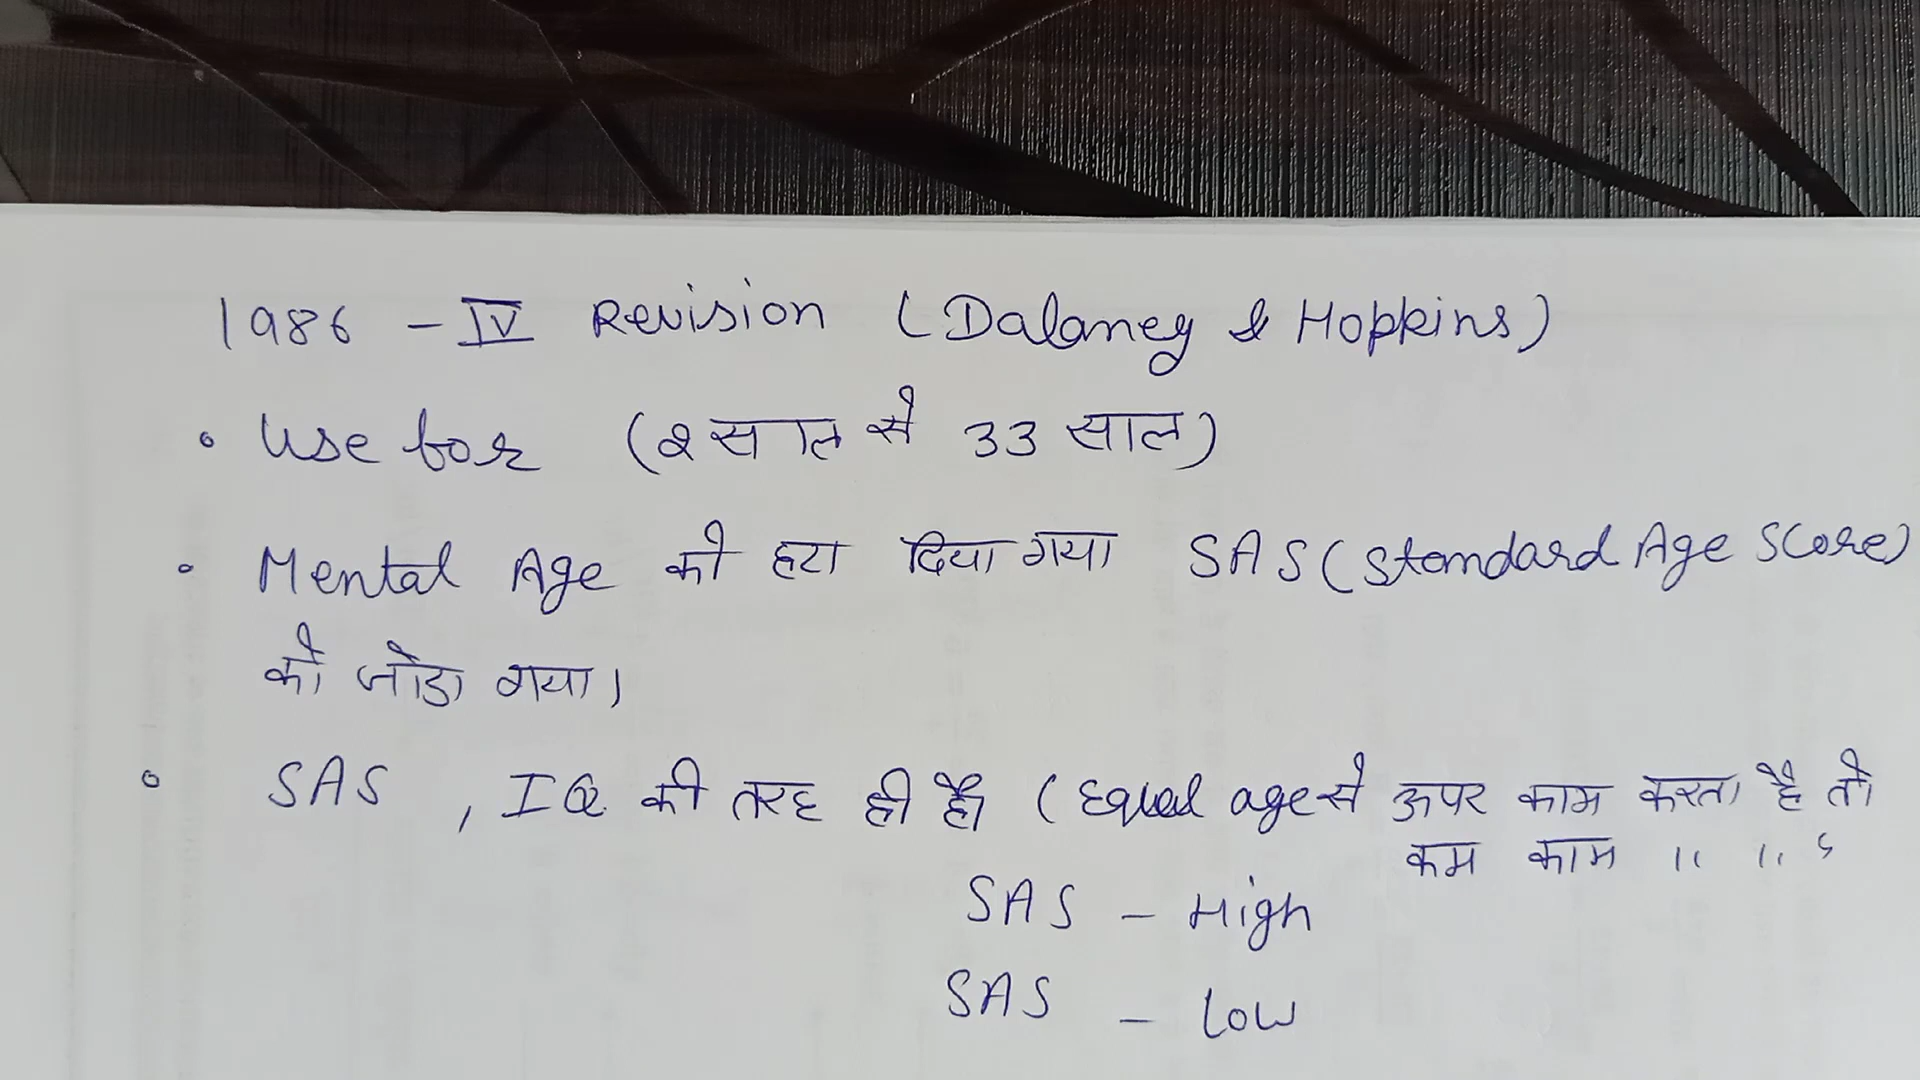 1986 - IV Revision (Dalaney & Hopkins)
• Use for (2 साल से 33 साल)
• Mental Age को हटा दिया गया SAS (Standard Age Score)
को जोडा गया।
• SAS, IQ की तरह ही है। (Equal age से ऊपर काम करता है तो
कम काम 〃 〃 ऽ
SAS - High
SAS - Low